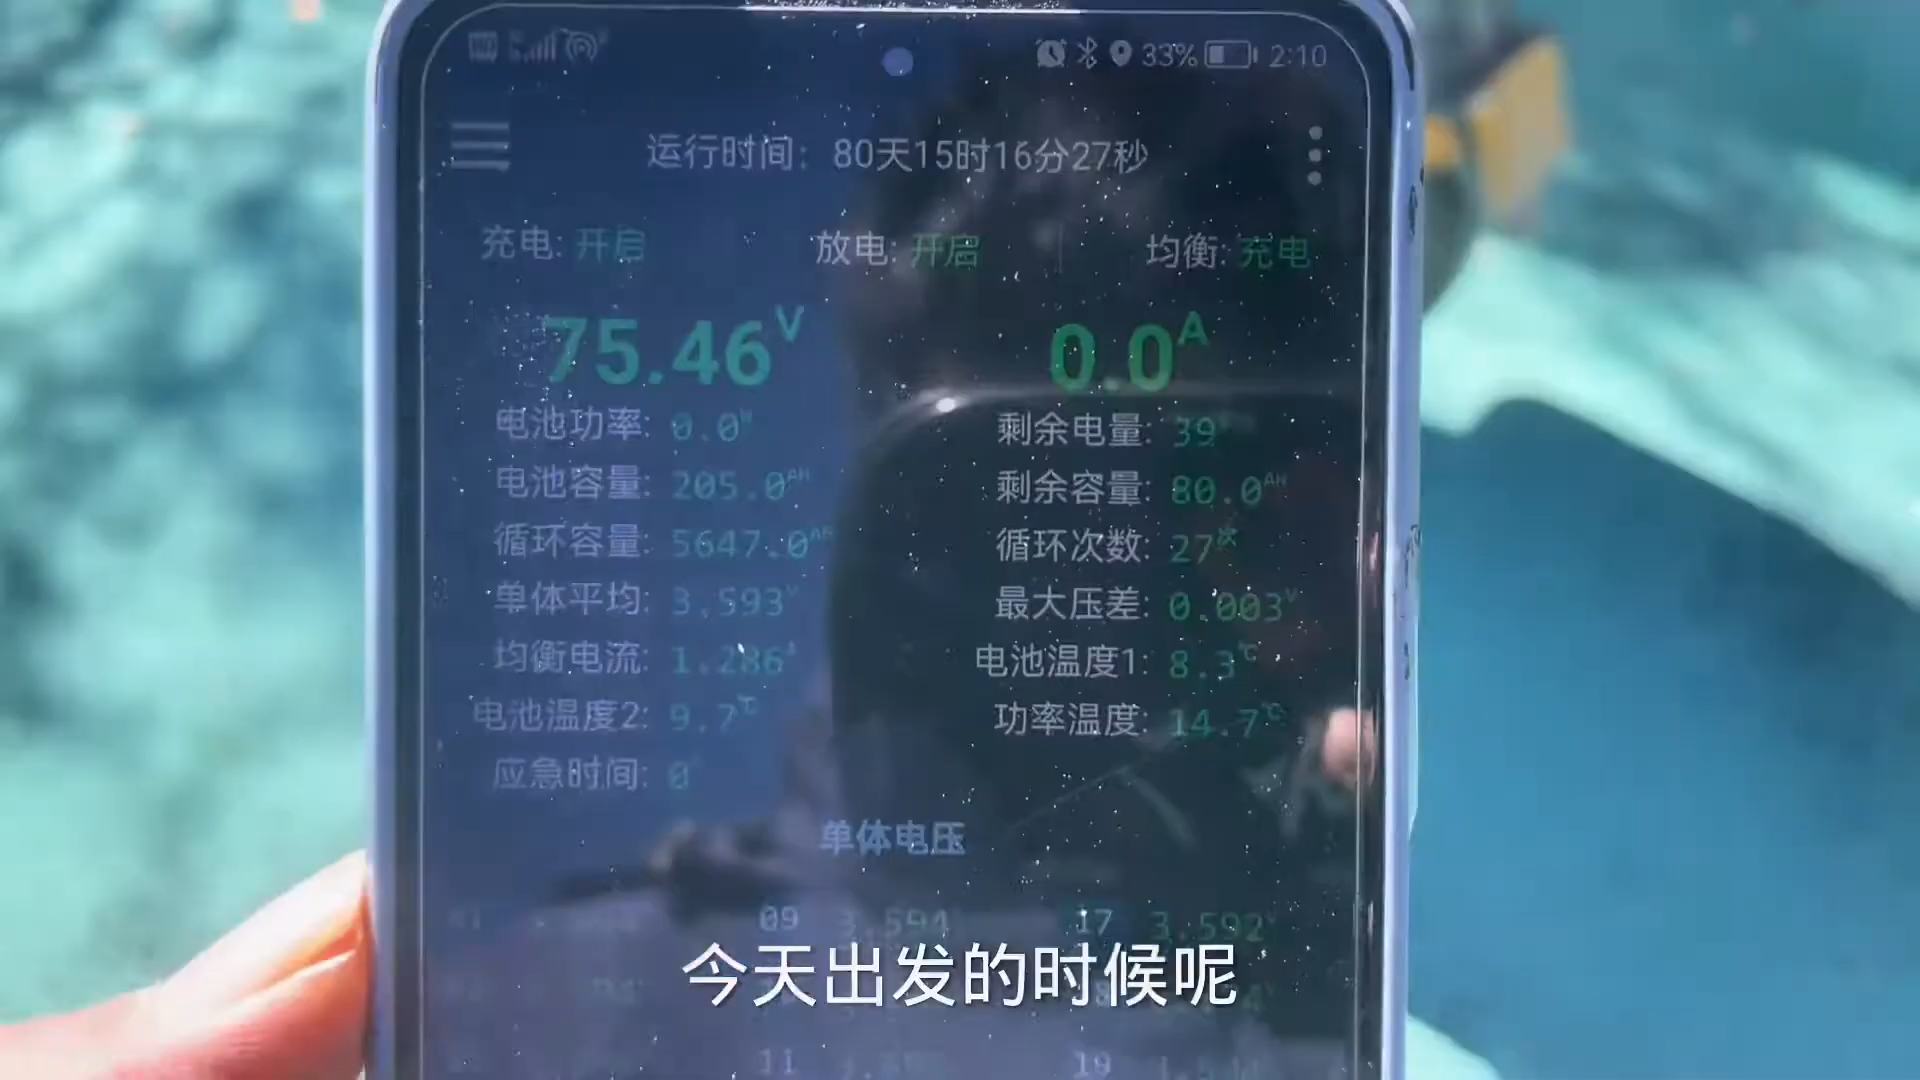 33% 2:10
运行时间: 80天15时16分27秒
充电: 开启 放电: 开启 均衡: 充电
75.46V 0.0A
电池功率: 0.0W 剩余电量: 39
电池容量: 205.0AH 剩余容量: 80.0AH
循环容量: 5647.0AH 循环次数: 27次
单体平均: 3.593V 最大压差: 0.003V
均衡电流: 1.286A 电池温度1: 8.3℃
电池温度2: 9.7℃ 功率温度: 14.7℃
应急时间: 0
单体电压
09 3.594 17 3.592V
今天出发的时候呢
11 19